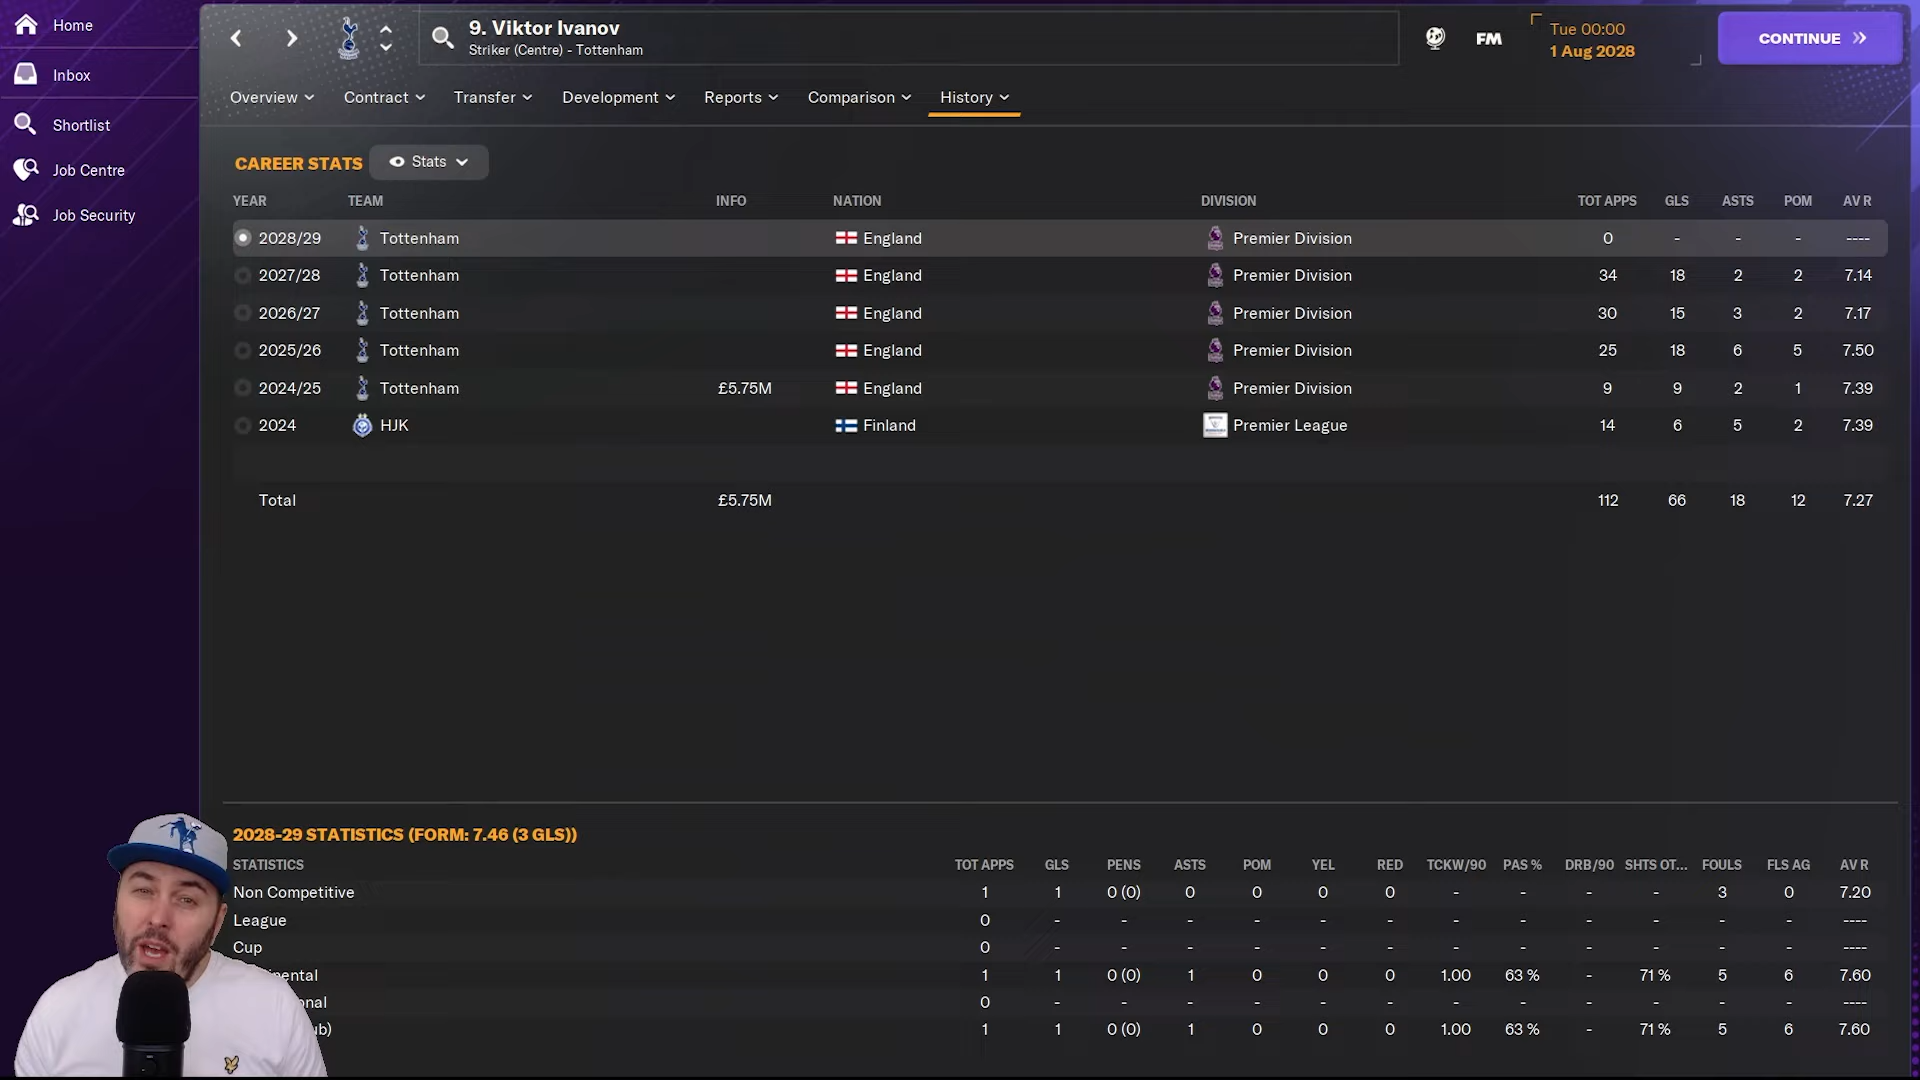 Home
Inbox
Shortlist
Job Centre
Job Security
9. Viktor Ivanov
Striker (Centre) - Tottenham
FM
Tue 00:00
1 Aug 2028
CONTINUE
Overview Contract Transfer Development Reports Comparison History
CAREER STATS Stats
YEAR TEAM INFO NATION DIVISION TOT APPS GLS ASTS POM AV R
2028/29 Tottenham England Premier Division 0 - - - ----
2027/28 Tottenham England Premier Division 34 18 2 2 7.14
2026/27 Tottenham England Premier Division 30 15 3 2 7.17
2025/26 Tottenham England Premier Division 25 18 6 5 7.50
2024/25 Tottenham £5.75M England Premier Division 9 9 2 1 7.39
2024 HJK Finland Premier League 14 6 5 2 7.39
Total £5.75M 112 66 18 12 7.27
2028-29 STATISTICS (FORM: 7.46 (3 GLS))
STATISTICS TOT APPS GLS PENS ASTS POM YEL RED TCKW/90 PAS % DRB/90 SHTS OT... FOULS FLS AG AV R
Non Competitive 1 1 0 (0) 0 0 0 0 - - - - 3 0 7.20
League 0 - - - - - - - - - - - - ----
Cup 0 - - - - - - - - - - - - ----
inental 1 1 0 (0) 1 0 0 0 1.00 63 % - 71 % 5 6 7.60
onal 0 - - - - - - - - - - - - ----
ub) 1 1 0 (0) 1 0 0 0 1.00 63 % - 71 % 5 6 7.60